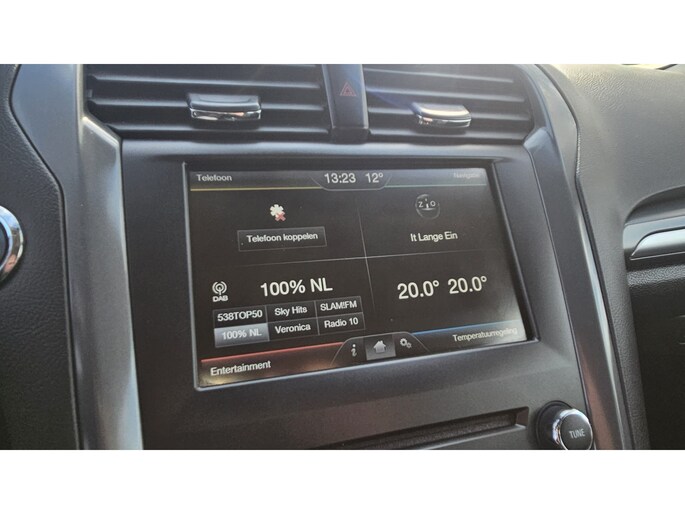 Telefoon 13:23 12° Navigatie
Telefoon koppelen
It Lange Ein
DAB 100% NL
20.0° 20.0°
538TOP50 Sky Hits SLAM!FM
100% NL Veronica Radio 10
Entertainment
Temperatuurregeling
TUNE